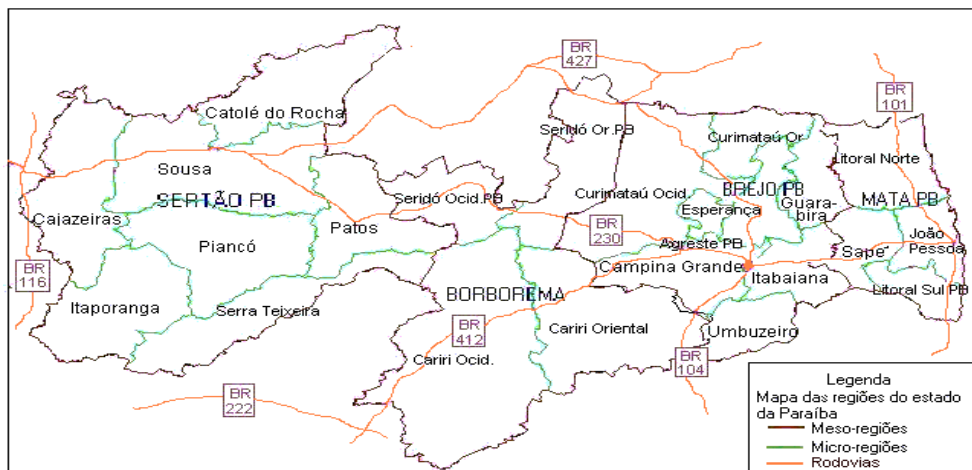 BR
427
BR
101
Catolé do Rocha
Seridó Or.PB
Curimataú Or.
Litoral Norte
Sousa
SERTÃO PB
Seridó Ocid.PB
Curimataú Ocid.
BREJO PB
Esperança
Guara-
bira
MATA PB
Cajazeiras
Patos
BR
230
João
Pessoa
Piancó
Agreste PB
Sapé
BR
116
Campina Grande
Itabaiana
Litoral Sul PB
Itaporanga
Serra Teixeira
BORBOREMA
BR
412
Cariri Oriental
Umbuzeiro
Cariri Ocid.
BR
104
BR
222
Legenda
Mapa das regiões do estado
da Paraíba
Meso-regiões
Micro-regiões
Rodovias